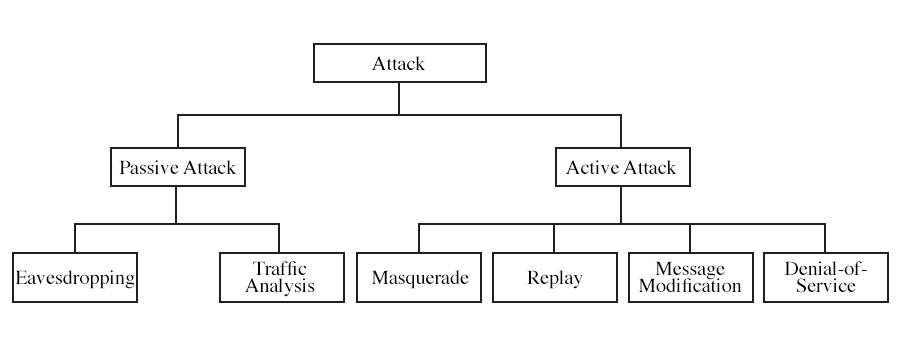 Attack
Passive Attack
Active Attack
Eavesdropping
Traffic
Analysis
Masquerade
Replay
Message
Modification
Denial-of-
Service